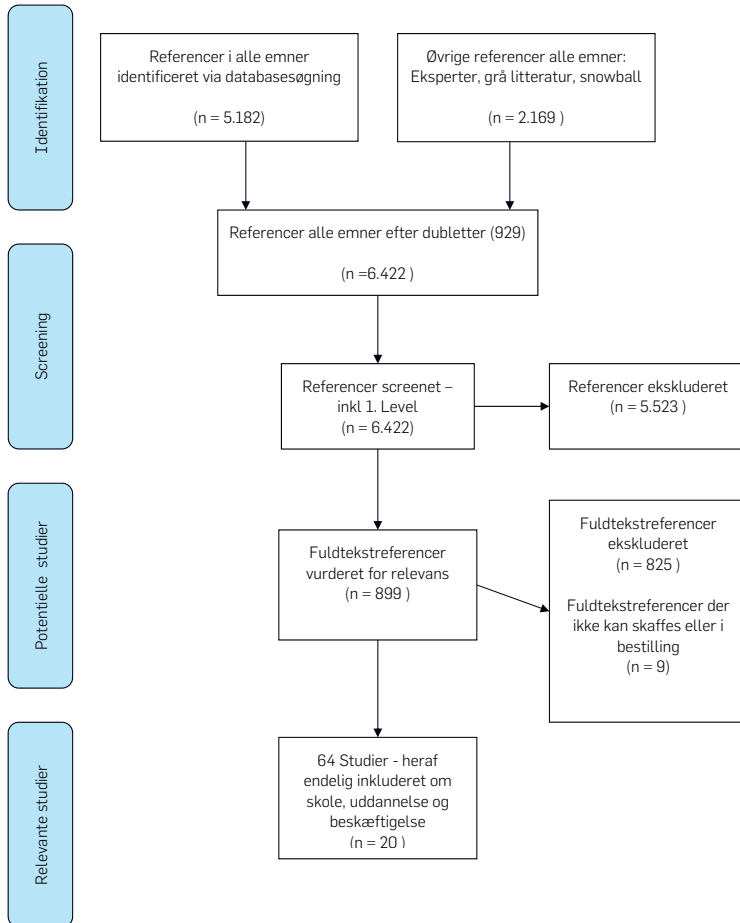 Identifikation
Referencer i alle emner
identificeret via databasesøgning
(n = 5.182)
Øvrige referencer alle emner:
Eksperter, grå litteratur, snowball
(n = 2.169 )
Referencer alle emner efter dubletter (929)
(n =6.422 )
Screening
Referencer screenet –
inkl 1. Level
(n = 6.422)
Referencer ekskluderet
(n = 5.523 )
Potentielle studier
Fuldtekstreferencer
vurderet for relevans
(n = 899 )
Fuldtekstreferencer
ekskluderet
(n = 825 )
Fuldtekstreferencer der
ikke kan skaffes eller i
bestilling
(n = 9)
Relevante studier
64 Studier - heraf
endelig inkluderet om
skole, uddannelse og
beskæftigelse
(n = 20 )